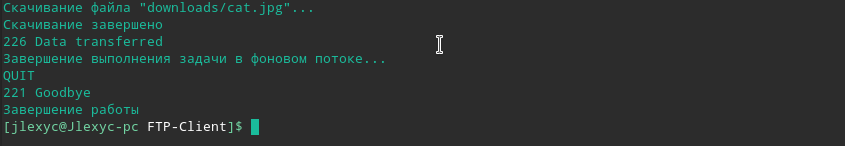 Скачивание файла "downloads/cat.jpg"...
Скачивание завершено
226 Data transferred
Завершение выполнения задачи в фоновом потоке...
QUIT
221 Goodbye
Завершение работы
[jlexyc@Jlexyc-pc FTP-Client]$